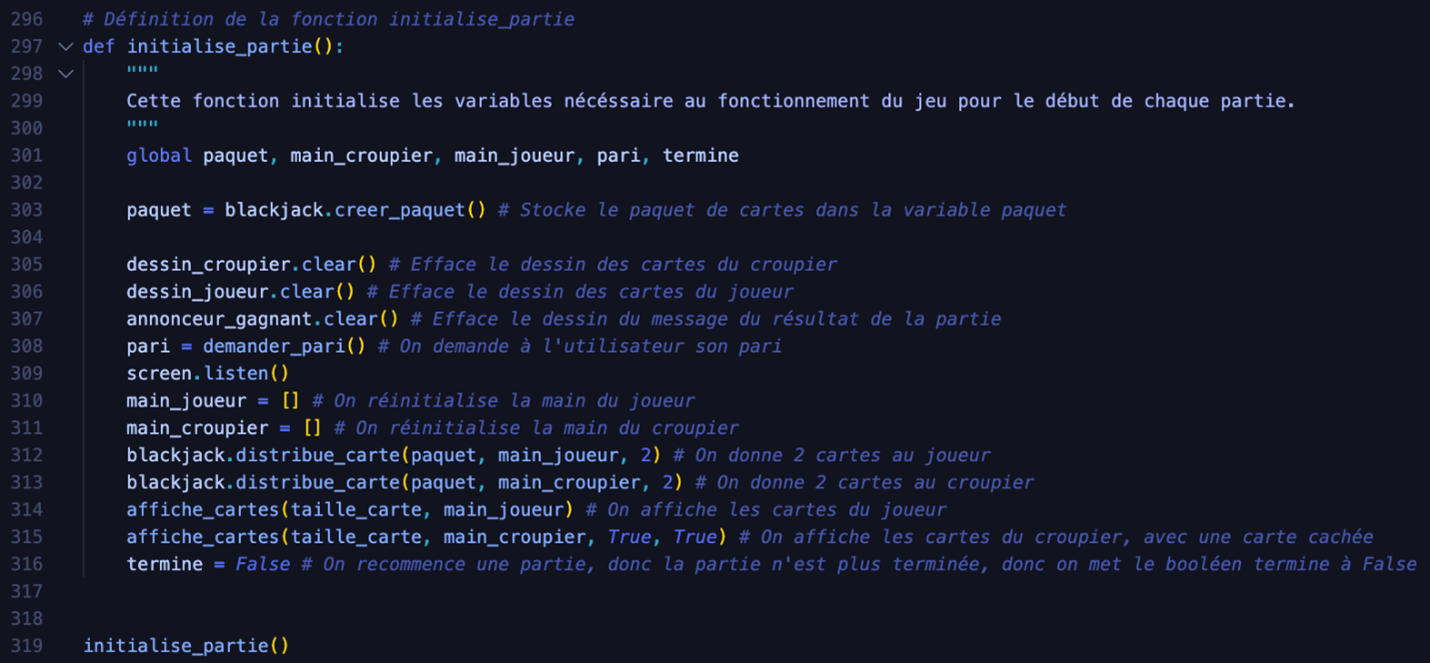 296 # Définition de la fonction initialise_partie
297 def initialise_partie():
298     """
299     Cette fonction initialise les variables nécéssaire au fonctionnement du jeu pour le début de chaque partie.
300     """
301     global paquet, main_croupier, main_joueur, pari, termine
302
303     paquet = blackjack.creer_paquet() # Stocke le paquet de cartes dans la variable paquet
304
305     dessin_croupier.clear() # Efface le dessin des cartes du croupier
306     dessin_joueur.clear() # Efface le dessin des cartes du joueur
307     annonceur_gagnant.clear() # Efface le dessin du message du résultat de la partie
308     pari = demander_pari() # On demande à l'utilisateur son pari
309     screen.listen()
310     main_joueur = [] # On réinitialise la main du joueur
311     main_croupier = [] # On réinitialise la main du croupier
312     blackjack.distribue_carte(paquet, main_joueur, 2) # On donne 2 cartes au joueur
313     blackjack.distribue_carte(paquet, main_croupier, 2) # On donne 2 cartes au croupier
314     affiche_cartes(taille_carte, main_joueur) # On affiche les cartes du joueur
315     affiche_cartes(taille_carte, main_croupier, True, True) # On affiche les cartes du croupier, avec une carte cachée
316     termine = False # On recommence une partie, donc la partie n'est plus terminée, donc on met le booléen termine à False
317
318
319 initialise_partie()